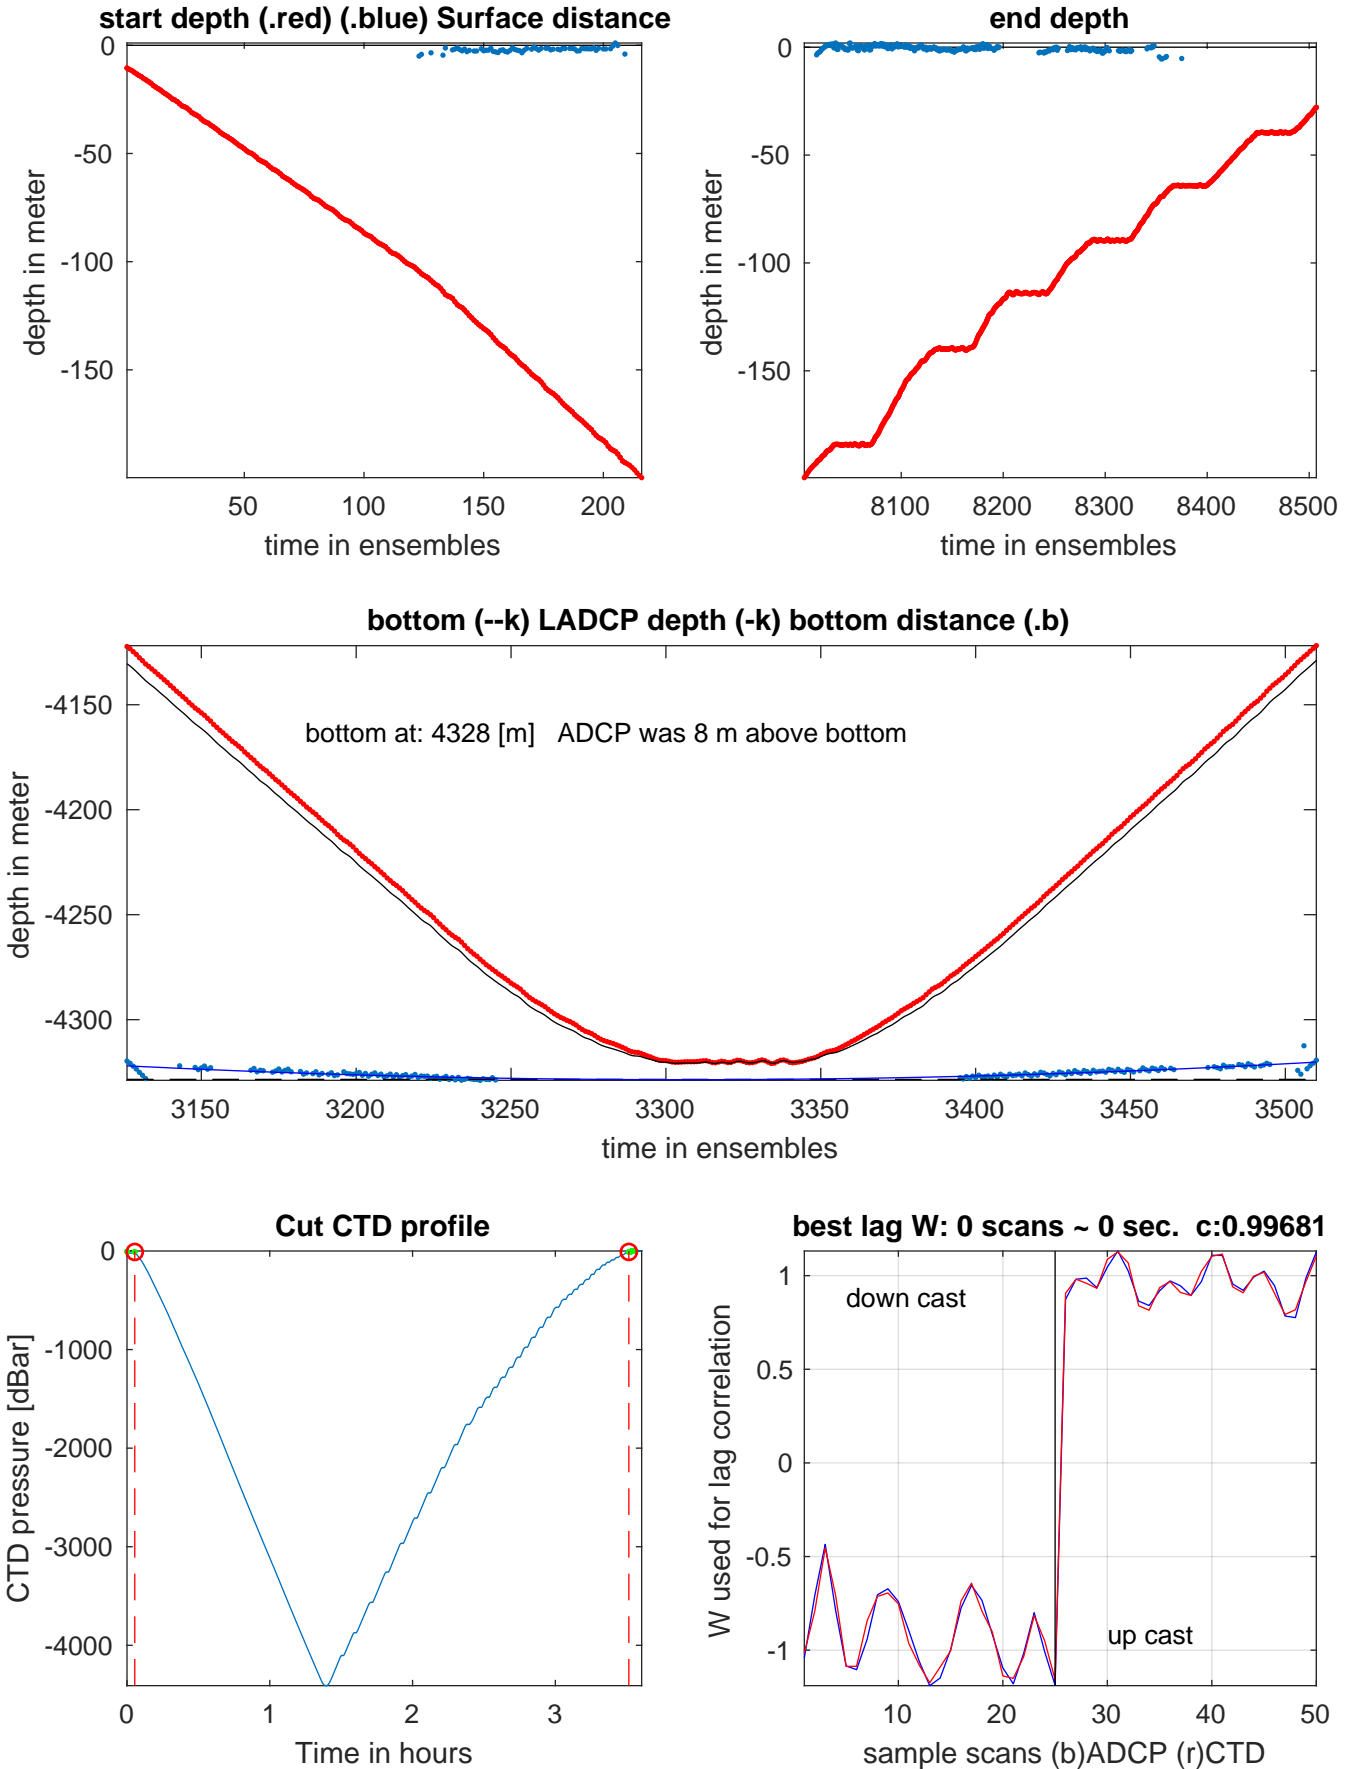 start depth (.red) (.blue) Surface distance
0
-50
-100
-150
depth in meter
50 100 150 200
time in ensembles
end depth
0
-50
-100
-150
depth in meter
8100 8200 8300 8400 8500
time in ensembles
bottom (--k) LADCP depth (-k) bottom distance (.b)
bottom at: 4328 [m] ADCP was 8 m above bottom
-4150
-4200
-4250
-4300
depth in meter
3150 3200 3250 3300 3350 3400 3450 3500
time in ensembles
Cut CTD profile
0
-1000
-2000
-3000
-4000
CTD pressure [dBar]
0 1 2 3
Time in hours
best lag W: 0 scans ~ 0 sec. c:0.99681
1
0.5
0
-0.5
-1
W used for lag correlation
down cast
up cast
10 20 30 40 50
sample scans (b)ADCP (r)CTD